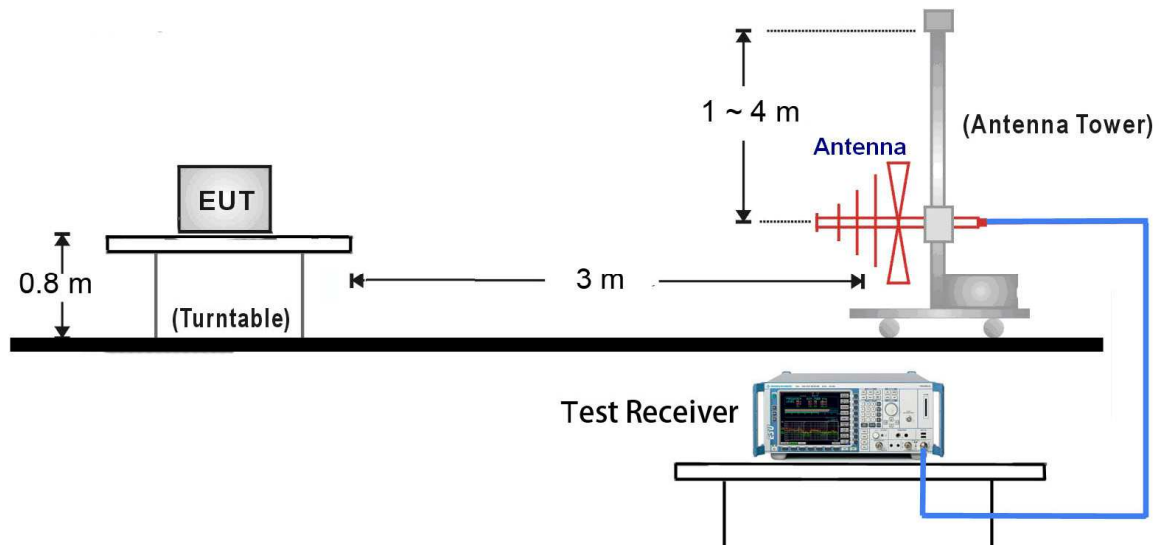 1 ~ 4 m
(Antenna Tower)
Antenna
EUT
0.8 m
3 m
(Turntable)
Test Receiver